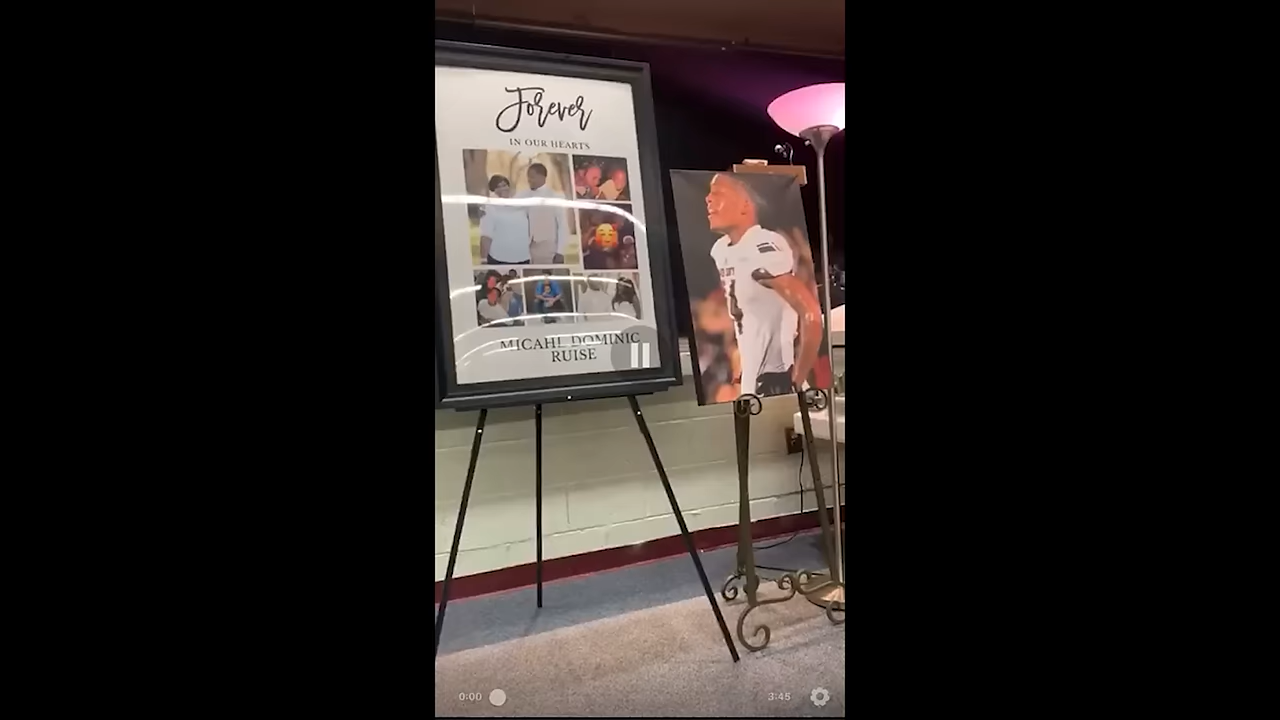 Forever
IN OUR HEARTS
MICAHL DOMINIC
RUISE
0:00
3:45